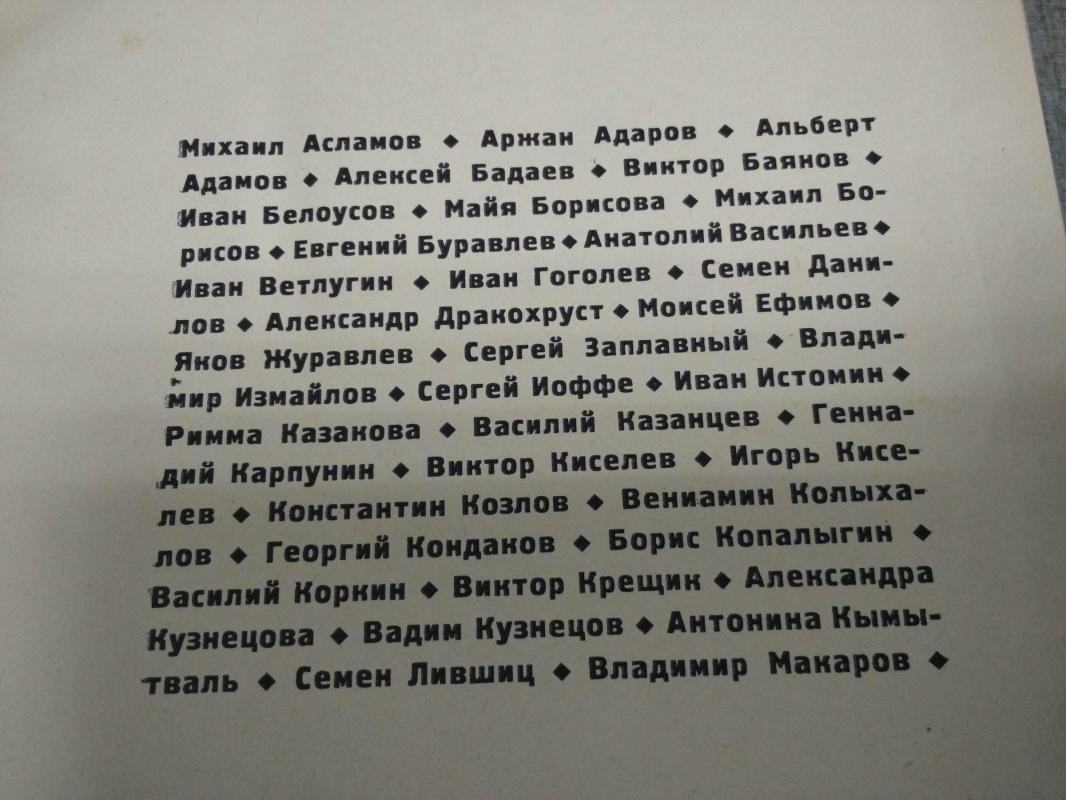 Михаил Асламов ◆ Аржан Адаров ◆ Альберт
Адамов ◆ Алексей Бадаев ◆ Виктор Баянов ◆
Иван Белоусов ◆ Майя Борисова ◆ Михаил Бо-
рисов ◆ Евгений Буравлев ◆ Анатолий Васильев ◆
Иван Ветлугин ◆ Иван Гоголев ◆ Семен Дани-
лов ◆ Александр Дракохруст ◆ Моисей Ефимов ◆
Яков Журавлев ◆ Сергей Заплавный ◆ Влади-
мир Измайлов ◆ Сергей Иоффе ◆ Иван Истомин ◆
Римма Казакова ◆ Василий Казанцев ◆ Генна-
дий Карпунин ◆ Виктор Киселев ◆ Игорь Кисе-
лев ◆ Константин Козлов ◆ Вениамин Колыха-
лов ◆ Георгий Кондаков ◆ Борис Копалыгин ◆
Василий Коркин ◆ Виктор Крещик ◆ Александра
Кузнецова ◆ Вадим Кузнецов ◆ Антонина Кымы-
тваль ◆ Семен Лившиц ◆ Владимир Макаров ◆